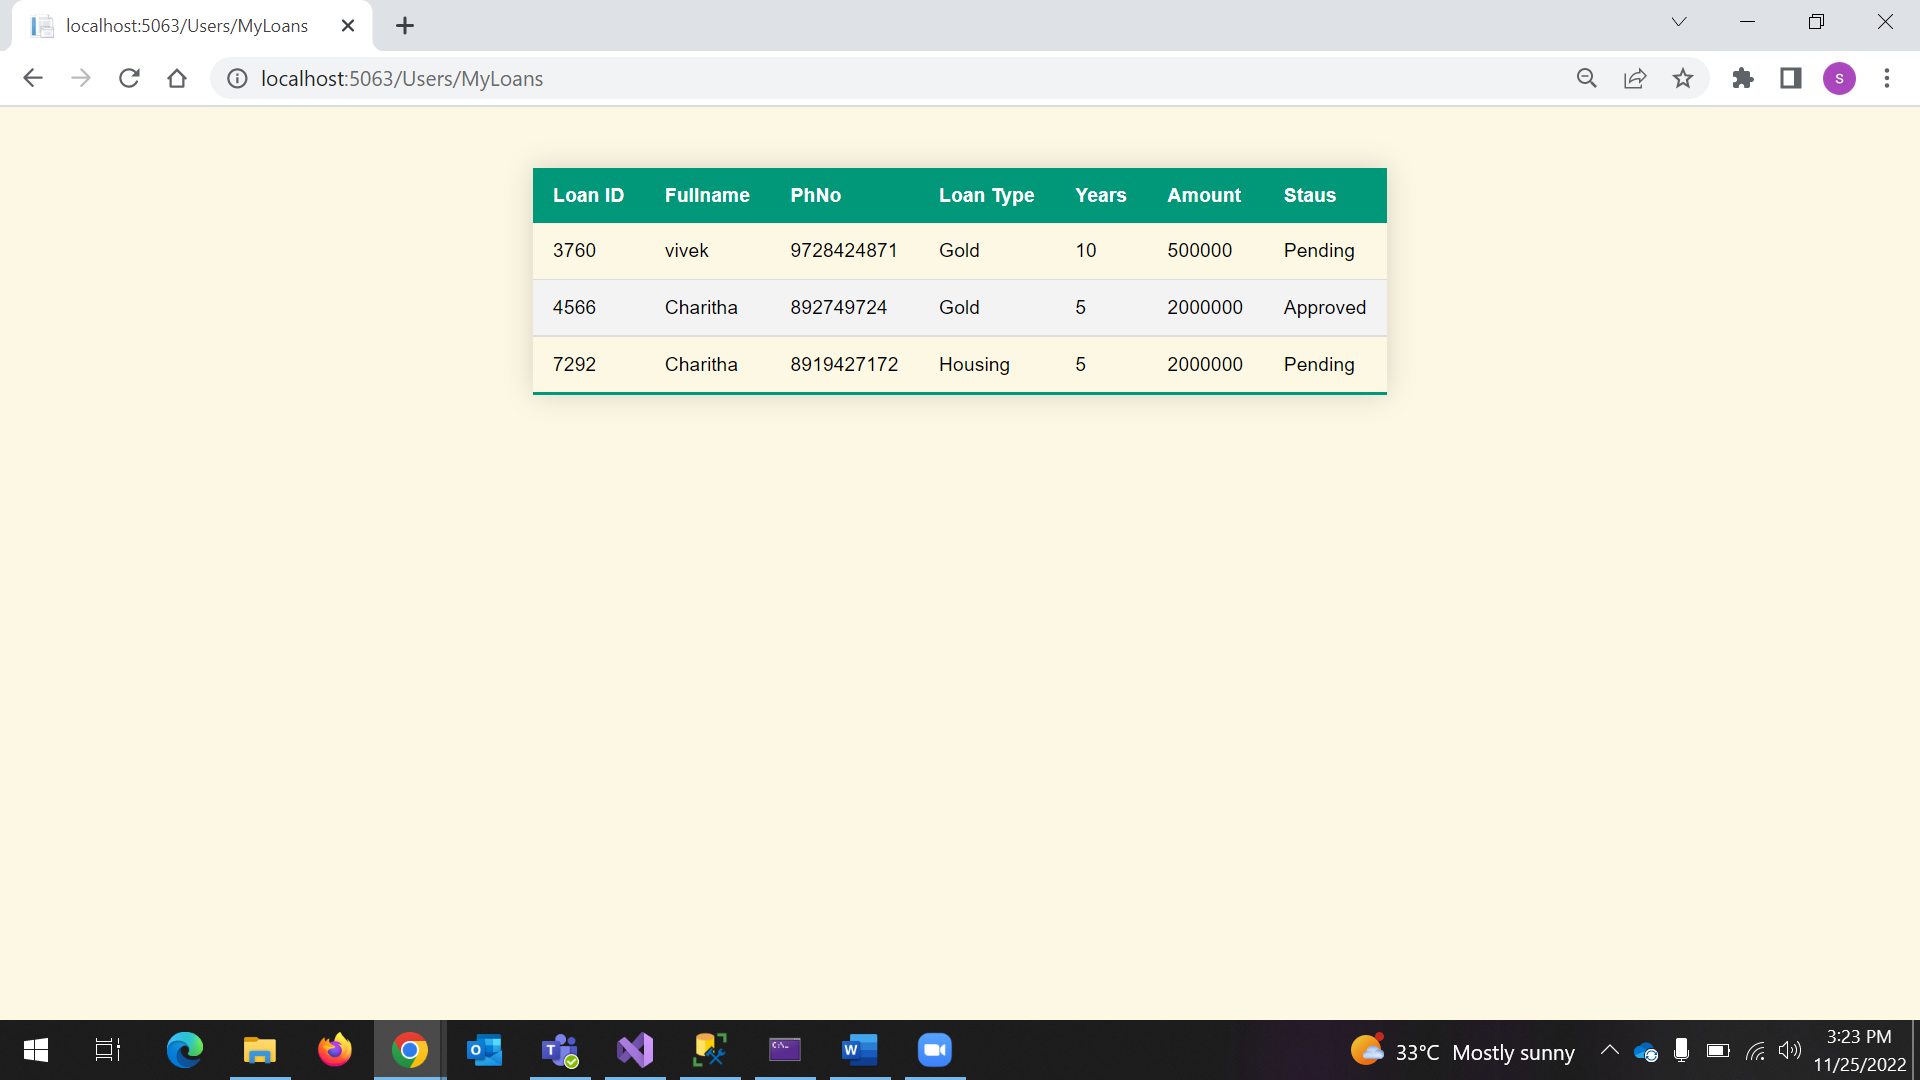 localhost:5063/Users/MyLoans
localhost:5063/Users/MyLoans
s
Loan ID Fullname PhNo Loan Type Years Amount Staus
3760 vivek 9728424871 Gold 10 500000 Pending
4566 Charitha 892749724 Gold 5 2000000 Approved
7292 Charitha 8919427172 Housing 5 2000000 Pending
33°C Mostly sunny
3:23 PM
11/25/2022